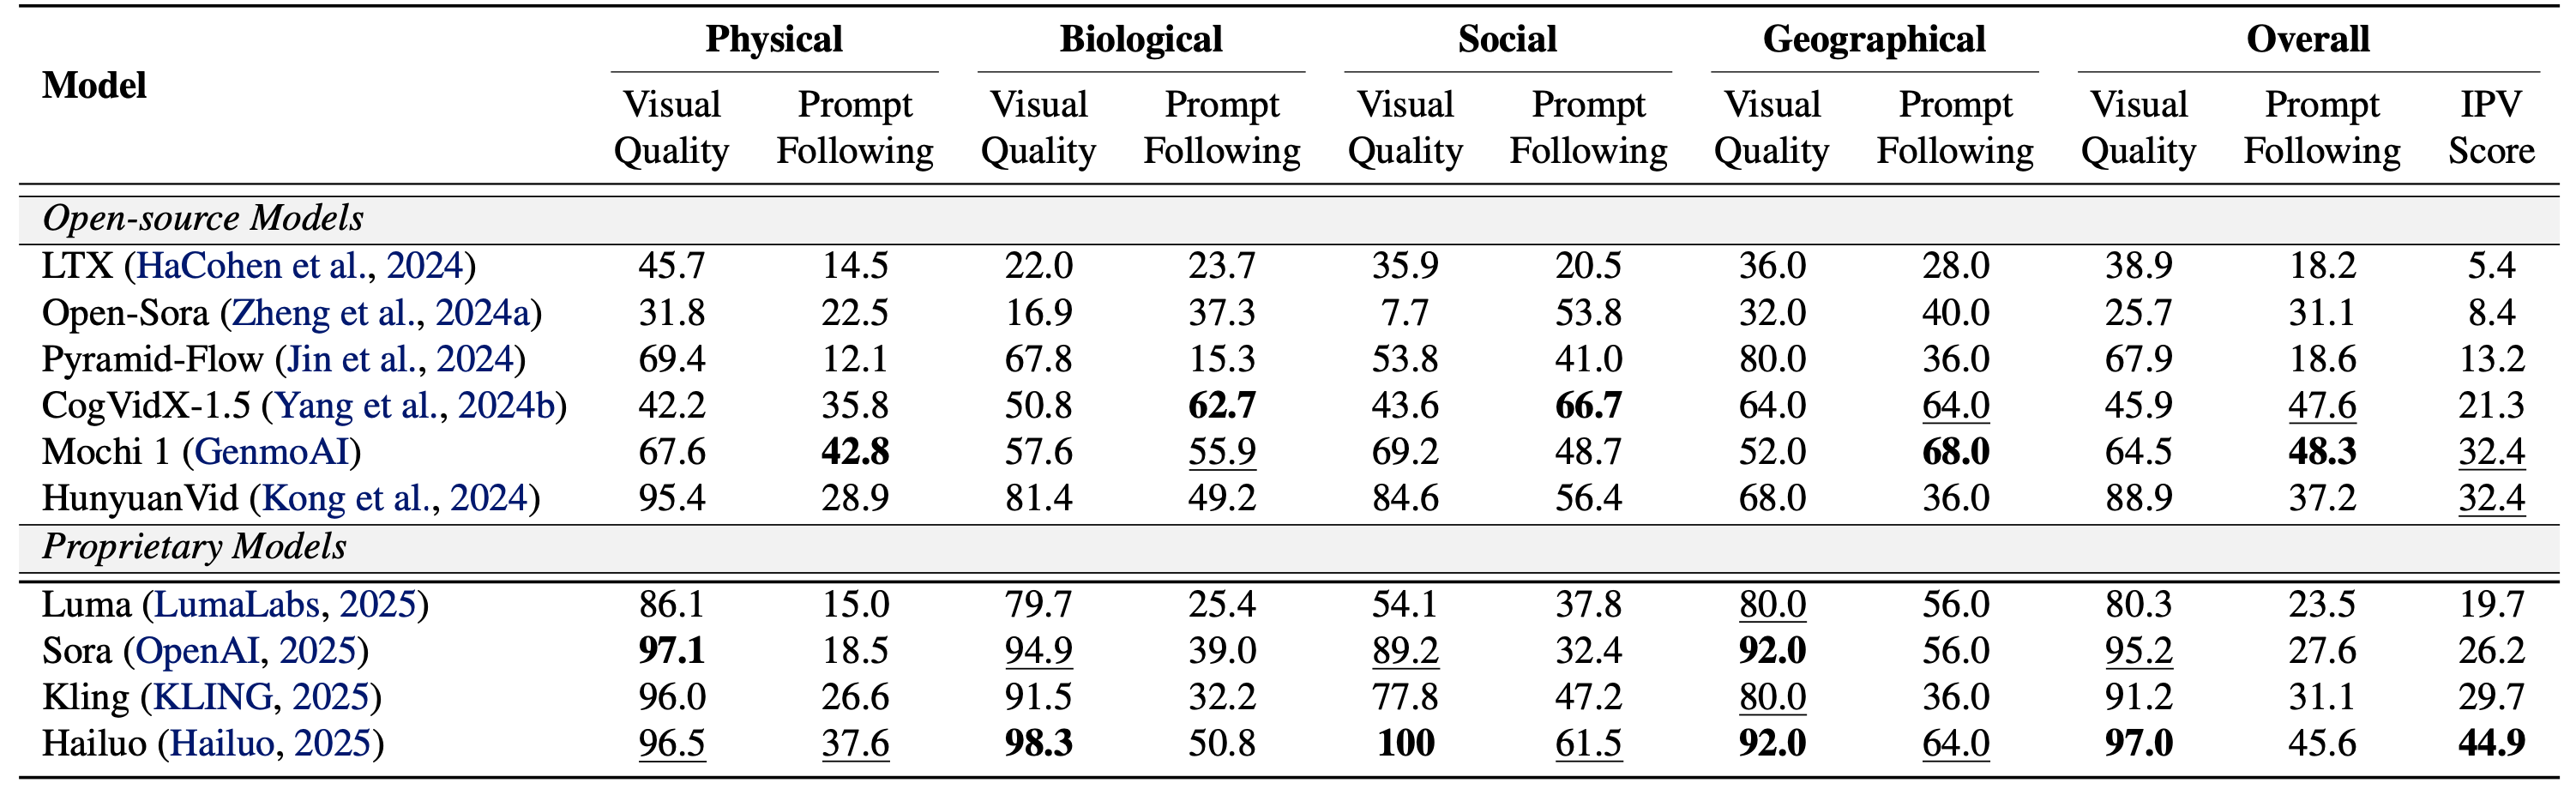 Model Physical Biological Social Geographical Overall
Visual Quality Prompt Following Visual Quality Prompt Following Visual Quality Prompt Following Visual Quality Prompt Following Visual Quality Prompt Following IPV Score
Open-source Models
LTX (HaCohen et al., 2024) 45.7 14.5 22.0 23.7 35.9 20.5 36.0 28.0 38.9 18.2 5.4
Open-Sora (Zheng et al., 2024a) 31.8 22.5 16.9 37.3 7.7 53.8 32.0 40.0 25.7 31.1 8.4
Pyramid-Flow (Jin et al., 2024) 69.4 12.1 67.8 15.3 53.8 41.0 80.0 36.0 67.9 18.6 13.2
CogVidX-1.5 (Yang et al., 2024b) 42.2 35.8 50.8 62.7 43.6 66.7 64.0 64.0 45.9 47.6 21.3
Mochi 1 (GenmoAI) 67.6 42.8 57.6 55.9 69.2 48.7 52.0 68.0 64.5 48.3 32.4
HunyuanVid (Kong et al., 2024) 95.4 28.9 81.4 49.2 84.6 56.4 68.0 36.0 88.9 37.2 32.4
Proprietary Models
Luma (LumaLabs, 2025) 86.1 15.0 79.7 25.4 54.1 37.8 80.0 56.0 80.3 23.5 19.7
Sora (OpenAI, 2025) 97.1 18.5 94.9 39.0 89.2 32.4 92.0 56.0 95.2 27.6 26.2
Kling (KLING, 2025) 96.0 26.6 91.5 32.2 77.8 47.2 80.0 36.0 91.2 31.1 29.7
Hailuo (Hailuo, 2025) 96.5 37.6 98.3 50.8 100 61.5 92.0 64.0 97.0 45.6 44.9